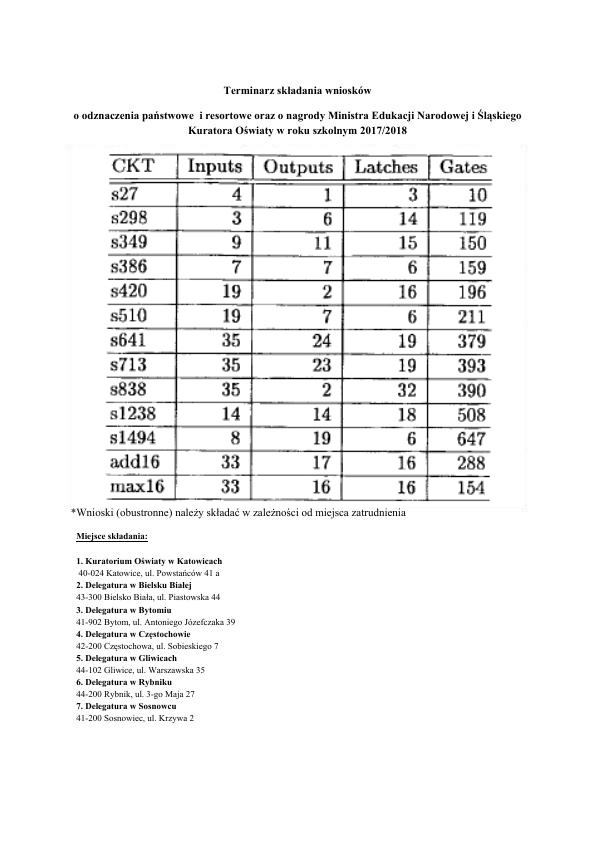 Terminarz składania wniosków
o odznaczenia państwowe i resortowe oraz o nagrody Ministra Edukacji Narodowej i Śląskiego
Kuratora Oświaty w roku szkolnym 2017/2018
CKT Inputs Outputs Latches Gates
s27 4 1 3 10
s298 3 6 14 119
s349 9 11 15 150
s386 7 7 6 159
s420 19 2 16 196
s510 19 7 6 211
s641 35 24 19 379
s713 35 23 19 393
s838 35 2 32 390
s1238 14 14 18 508
s1494 8 19 6 647
add16 33 17 16 288
max16 33 16 16 154
*Wnioski (obustronne) należy składać w zależności od miejsca zatrudnienia
Miejsce składania:
1. Kuratorium Oświaty w Katowicach
40-024 Katowice, ul. Powstańców 41 a
2. Delegatura w Bielsku Białej
43-300 Bielsko Biała, ul. Piastowska 44
3. Delegatura w Bytomiu
41-902 Bytom, ul. Antoniego Józefczaka 39
4. Delegatura w Częstochowie
42-200 Częstochowa, ul. Sobieskiego 7
5. Delegatura w Gliwicach
44-102 Gliwice, ul. Warszawska 35
6. Delegatura w Rybniku
44-200 Rybnik, ul. 3-go Maja 27
7. Delegatura w Sosnowcu
41-200 Sosnowiec, ul. Krzywa 2